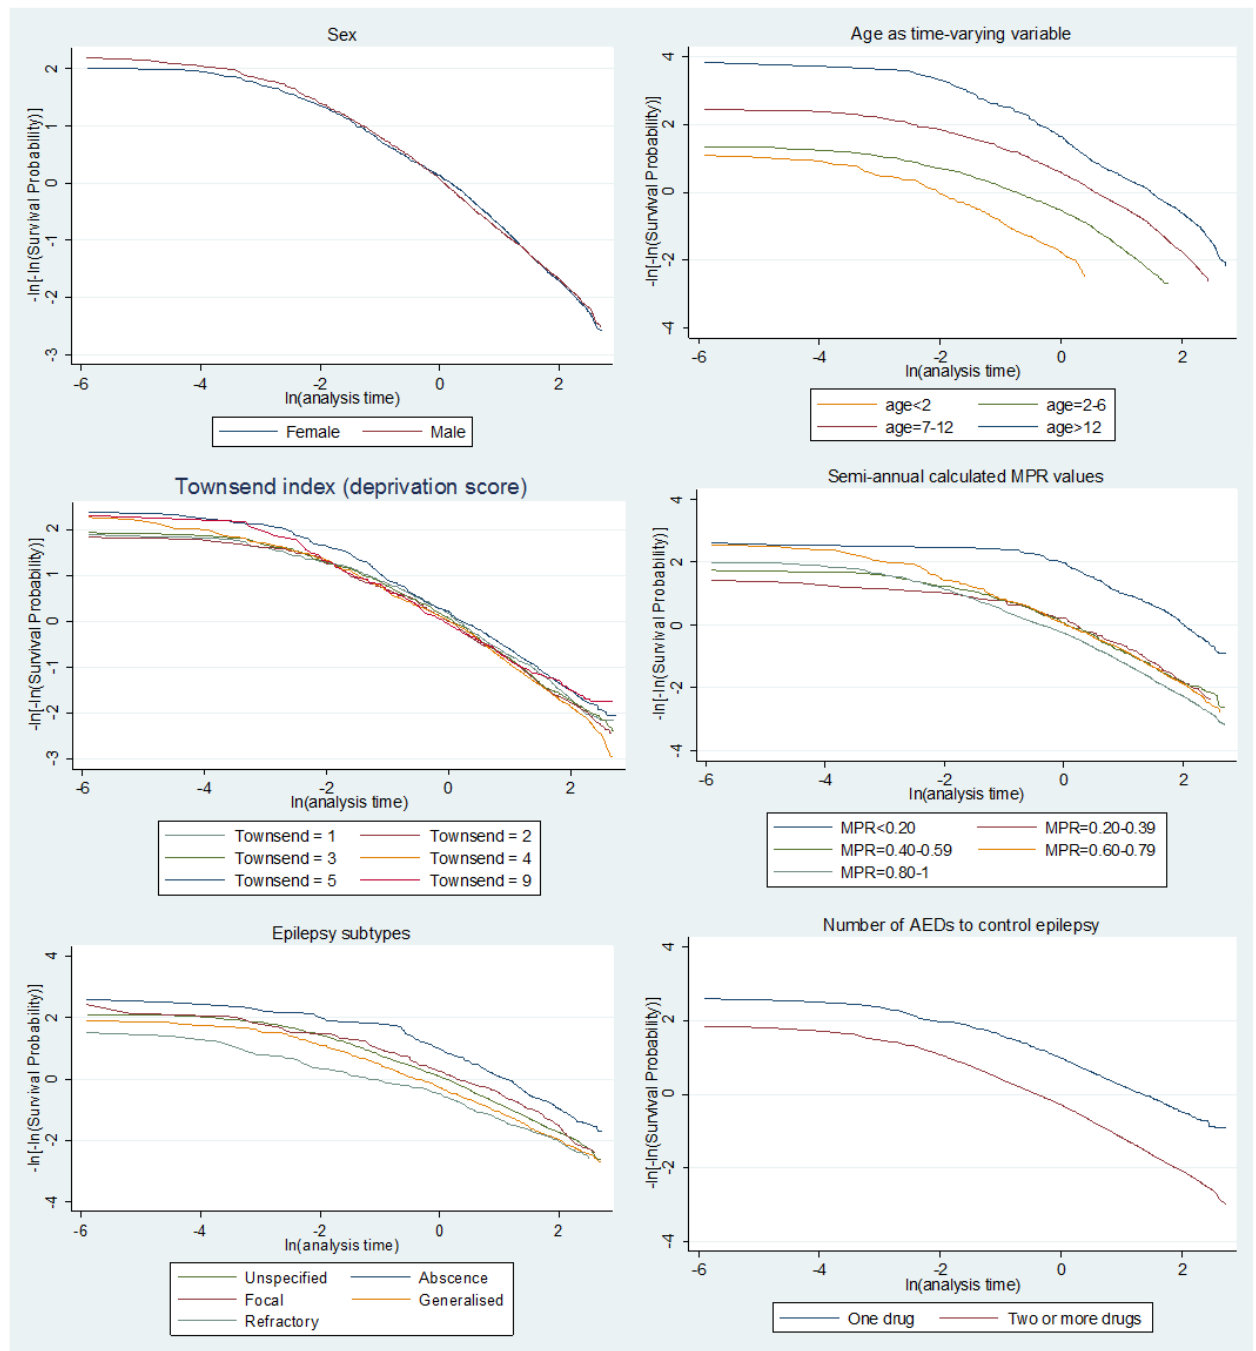 Sex
-ln[-ln(Survival Probability)]
2
1
0
-1
-2
-3
-6 -4 -2 0 2
ln(analysis time)
Female Male
Age as time-varying variable
-ln[-ln(Survival Probability)]
4
2
0
-2
-4
-6 -4 -2 0 2
ln(analysis time)
age<2 age=2-6
age=7-12 age>12
Townsend index (deprivation score)
-ln[-ln(Survival Probability)]
2
1
0
-1
-2
-3
-6 -4 -2 0 2
ln(analysis time)
Townsend = 1 Townsend = 2
Townsend = 3 Townsend = 4
Townsend = 5 Townsend = 9
Semi-annual calculated MPR values
-ln[-ln(Survival Probability)]
4
2
0
-2
-4
-6 -4 -2 0 2
ln(analysis time)
MPR<0.20 MPR=0.20-0.39
MPR=0.40-0.59 MPR=0.60-0.79
MPR=0.80-1
Epilepsy subtypes
-ln[-ln(Survival Probability)]
4
2
0
-2
-4
-6 -4 -2 0 2
ln(analysis time)
Unspecified Abscence
Focal Generalised
Refractory
Number of AEDs to control epilepsy
-ln[-ln(Survival Probability)]
4
2
0
-2
-4
-6 -4 -2 0 2
ln(analysis time)
One drug Two or more drugs